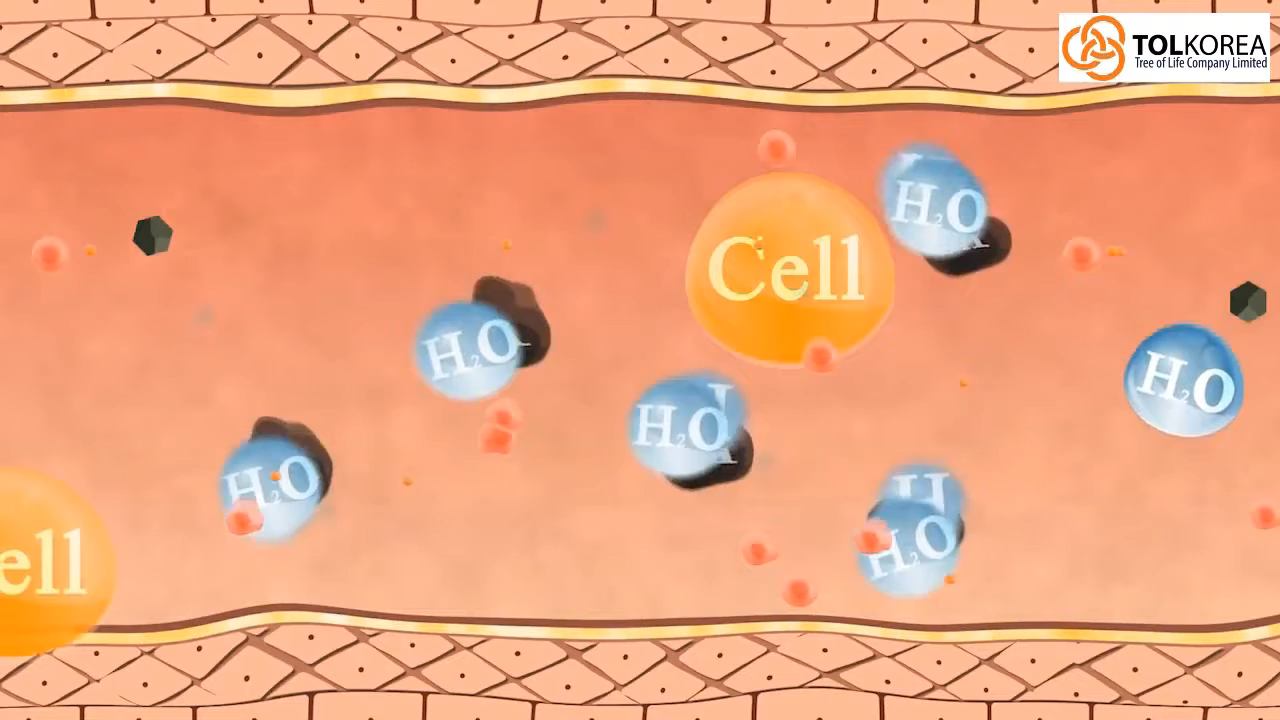 TOLKOREA
Tree of Life Company Limited
H₂O
Cell
H₂O
H₂O
H₂O
H₂O
ell
H₂O
H
H₂O